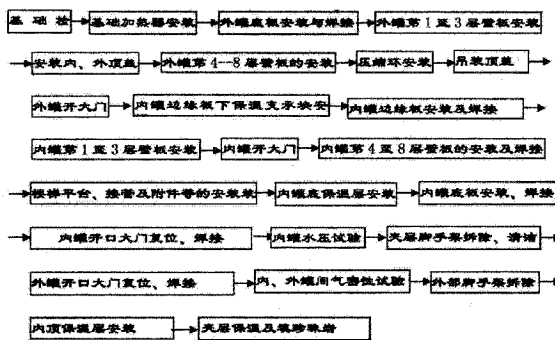 基础检 基础加热器安装 外罐底板安装与焊接 外罐第1至3层壁板安装
安装内、外顶盖 外罐第4--8层壁板的安装 压缩环安装 吊装顶盖
外罐开大门 内罐边缘板下保温支承块安 内罐边缘板安装及焊接
内罐第1至3层壁板安装 内罐开大门 内罐第4至8层壁板的安装及焊接
楼梯平台、接管及附件等的安装装 内罐底保温层安装 内罐底板安装、焊接
内罐开口大门复位、焊接 内罐水压试验 夹层脚手架拆除、清洁
外罐开口大门复位、焊接 内、外罐间气密性试验 外部脚手架拆除
内顶保温层安装 夹层保温及填珍珠岩